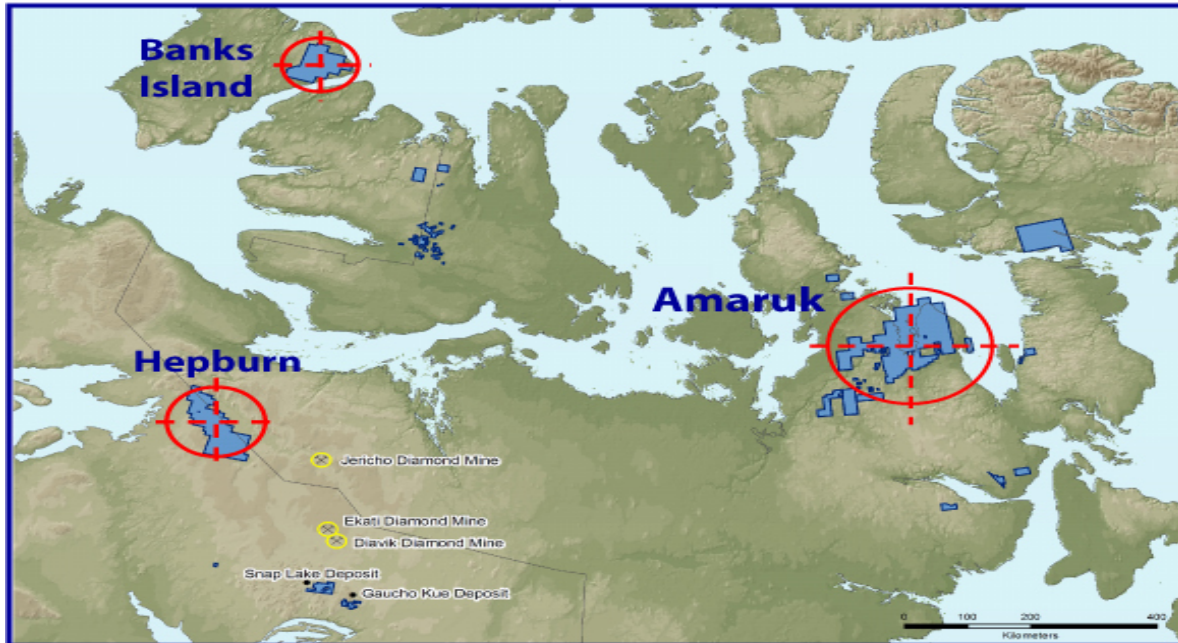 Banks
Island
Amaruk
Hepburn
Jericho Diamond Mine
Ekati Diamond Mine
Diavik Diamond Mine
Snap Lake Deposit
Gaucho Kue Deposit
0 100 200 400
Kilometers